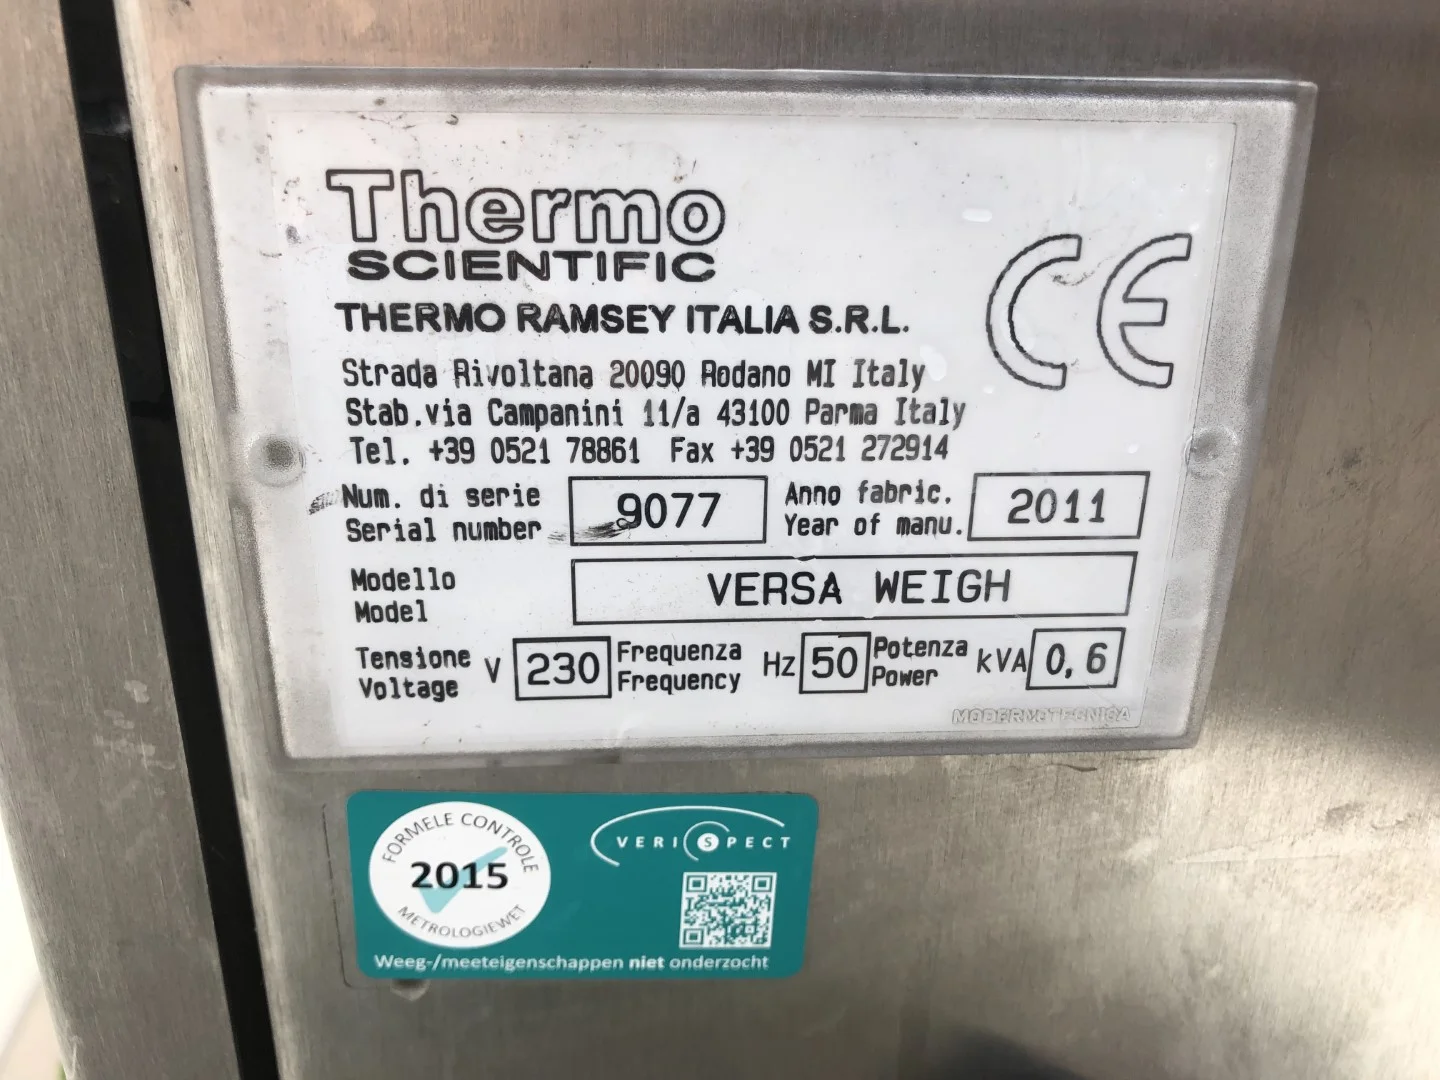 Thermo
SCIENTIFIC
CE
THERMO RAMSEY ITALIA S.R.L.
Strada Rivoltana 20090 Rodano MI Italy
Stab.via Campanini 11/a 43100 Parma Italy
Tel. +39 0521 78861 Fax +39 0521 272914
Num. di serie
Serial number
9077
Anno fabric.
Year of manu.
2011
Modello
Model
VERSA WEIGH
Tensione
Voltage
V 230
Frequenza
Frequency
Hz 50
Potenza
Power
kVA 0,6
MODERNOTECNICA
FORMELE CONTROLE
2015
METROLOGIEWET
VERISPECT
Weeg-/meeteigenschappen niet onderzocht